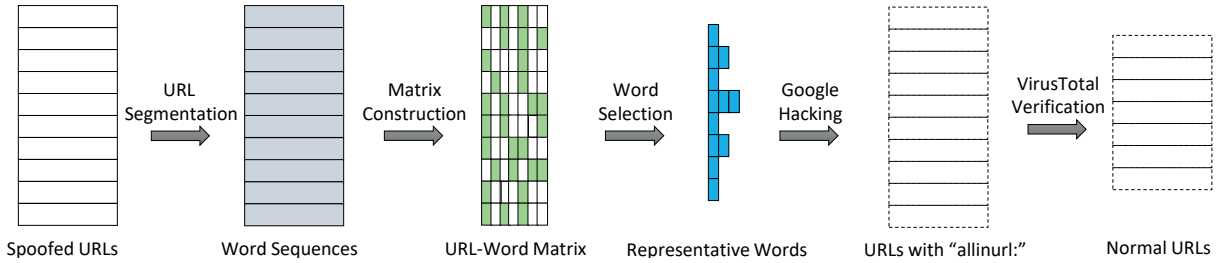 URL
Segmentation
Matrix
Construction
Word
Selection
Google
Hacking
VirusTotal
Verification
Spoofed URLs
Word Sequences
URL-Word Matrix
Representative Words
URLs with “allinurl:”
Normal URLs